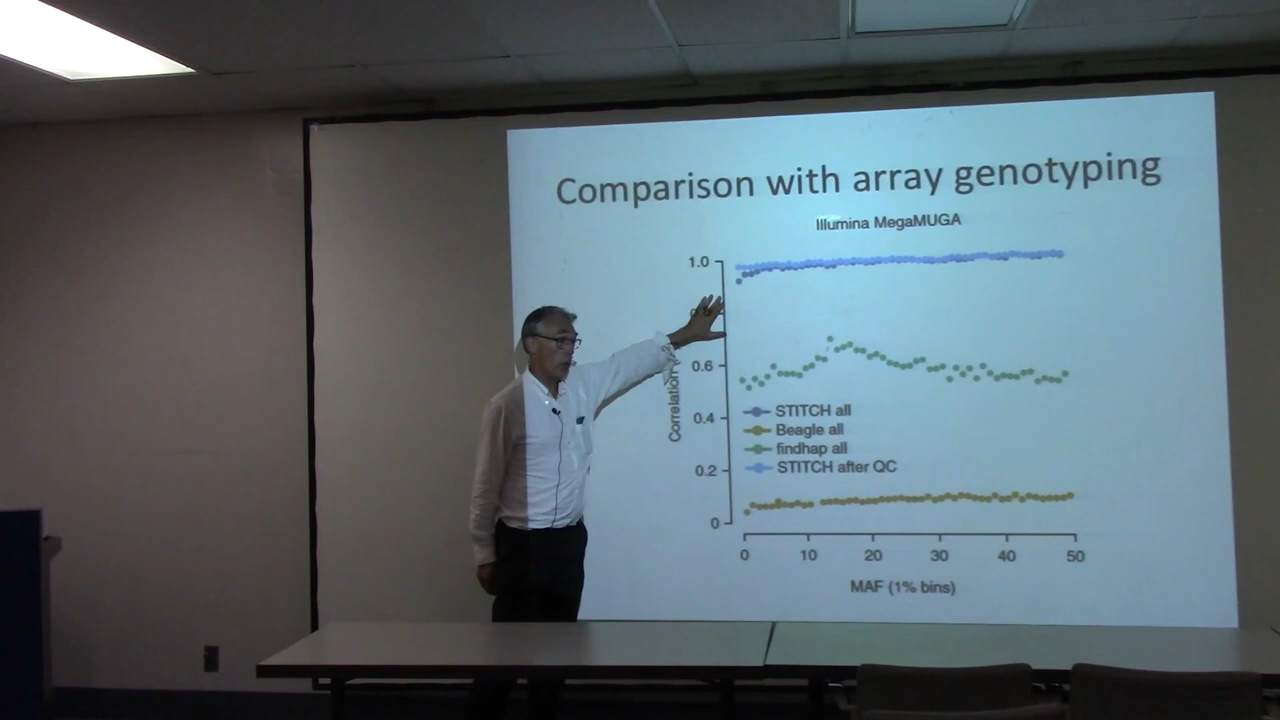 Comparison with array genotyping
Illumina MegaMUGA
1.0
0.6
0.4
0.2
0
Correlation
STITCH all
Beagle all
findhap all
STITCH after QC
0 10 20 30 40 50
MAF (1% bins)